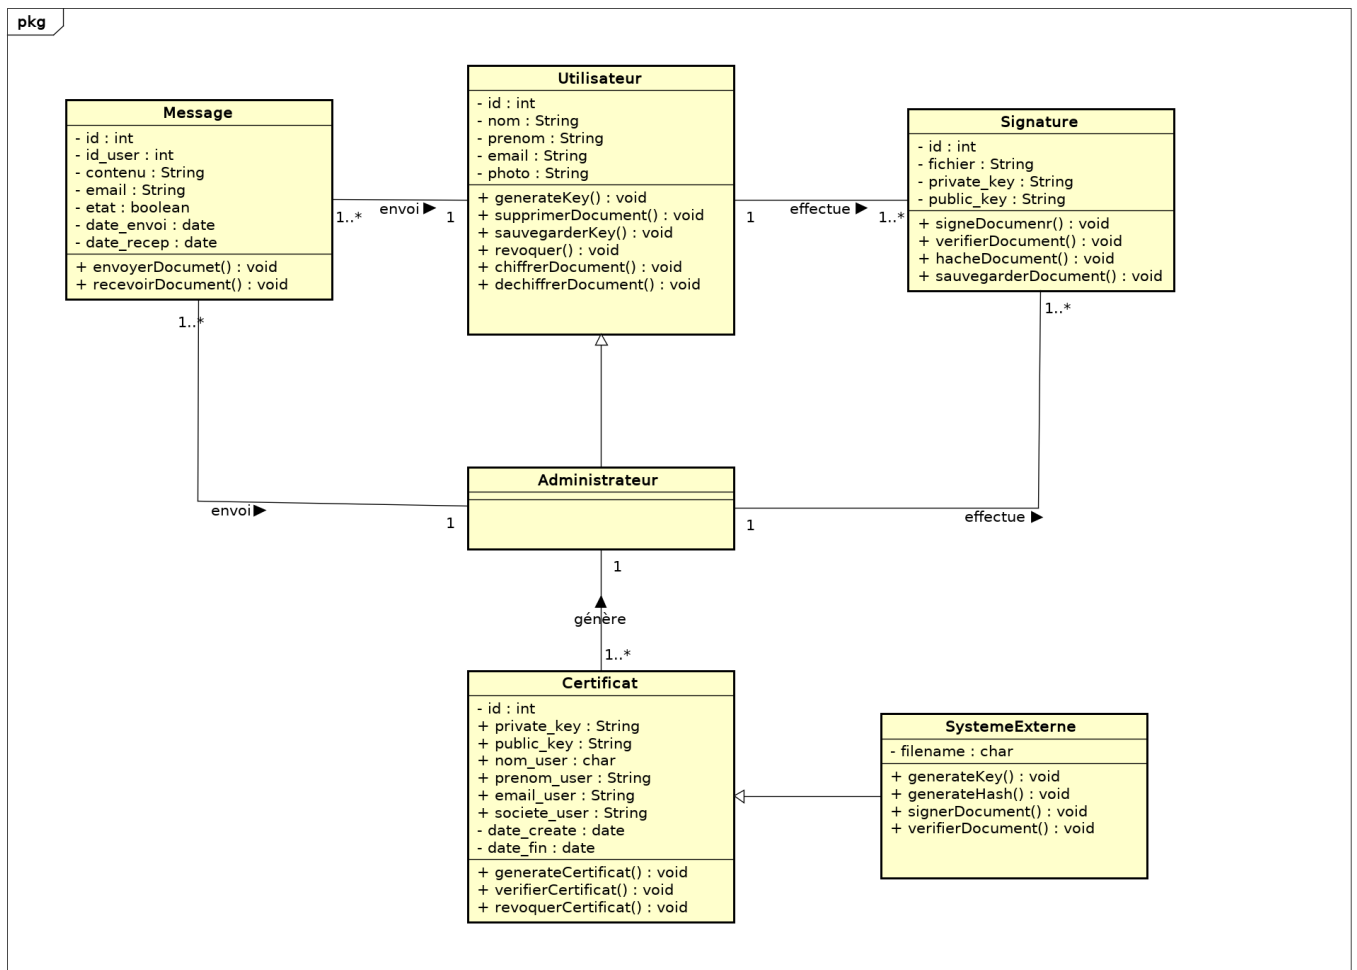 pkg
Message
- id : int
- id_user : int
- contenu : String
- email : String
- etat : boolean
- date_envoi : date
- date_recep : date
+ envoyerDocumet() : void
+ recevoirDocument() : void
Utilisateur
- id : int
- nom : String
- prenom : String
- email : String
- photo : String
+ generateKey() : void
+ supprimerDocument() : void
+ sauvegarderKey() : void
+ revoquer() : void
+ chiffrerDocument() : void
+ dechiffrerDocument() : void
Signature
- id : int
- fichier : String
- private_key : String
- public_key : String
+ signeDocumenr() : void
+ verifierDocument() : void
+ hacheDocument() : void
+ sauvegarderDocument() : void
1..* envoi 1
1 effectue 1..*
1..*
1..*
Administrateur
envoi
1
1
effectue
1
génère
1..*
Certificat
- id : int
+ private_key : String
+ public_key : String
+ nom_user : char
+ prenom_user : String
+ email_user : String
+ societe_user : String
- date_create : date
- date_fin : date
+ generateCertificat() : void
+ verifierCertificat() : void
+ revoquerCertificat() : void
SystemeExterne
- filename : char
+ generateKey() : void
+ generateHash() : void
+ signerDocument() : void
+ verifierDocument() : void